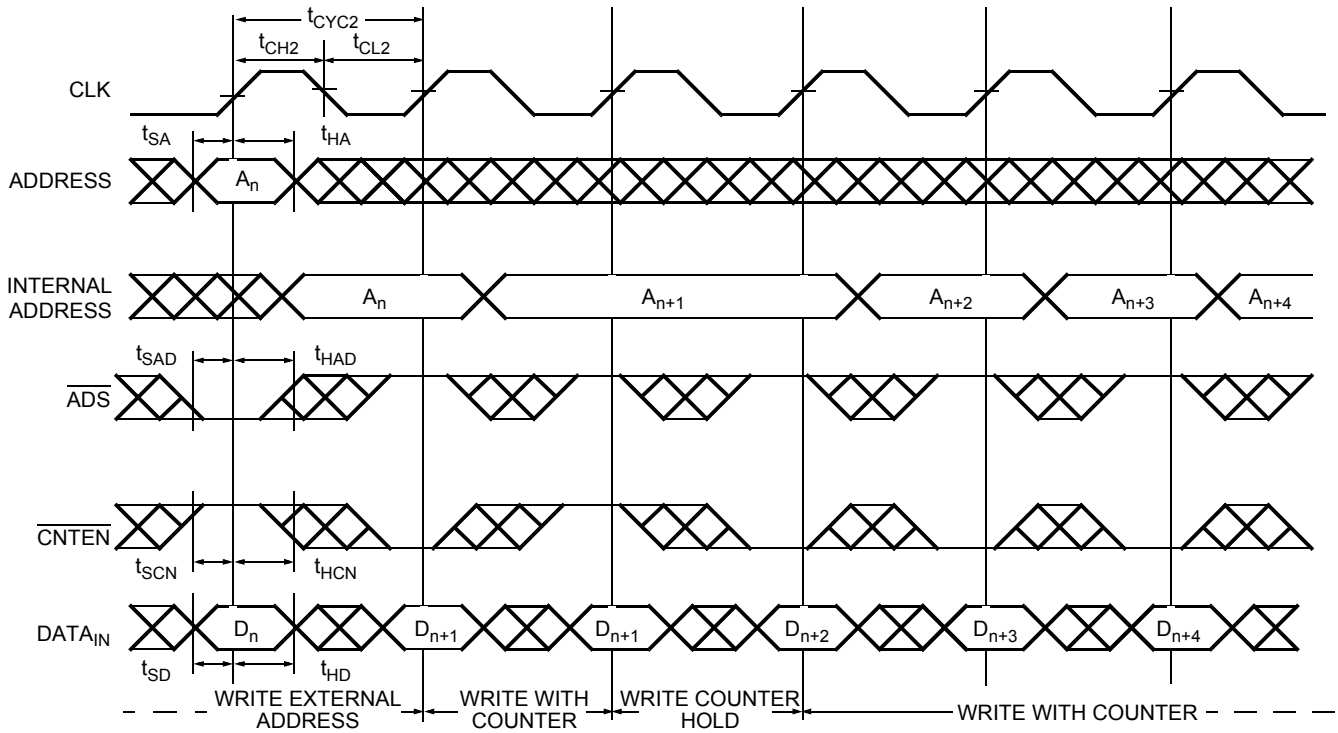 tCYC2
tCH2 tCL2
CLK
tSA tHA
ADDRESS An
INTERNAL
ADDRESS An An+1 An+2 An+3 An+4
tSAD tHAD
ADS
CNTEN
tSCN tHCN
DATAIN Dn Dn+1 Dn+1 Dn+2 Dn+3 Dn+4
tSD tHD
WRITE EXTERNAL
ADDRESS
WRITE WITH
COUNTER
WRITE COUNTER
HOLD
WRITE WITH COUNTER